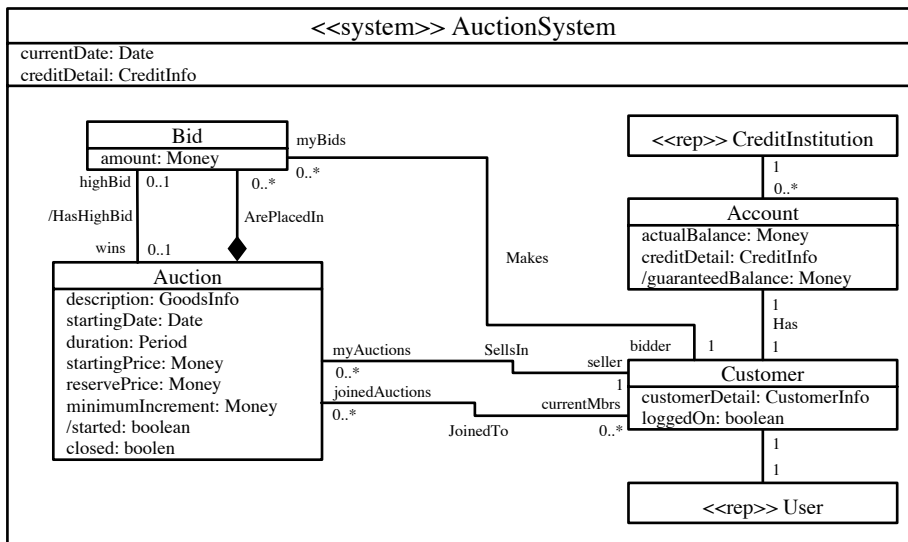 <<system>> AuctionSystem
currentDate: Date
creditDetail: CreditInfo
Bid
amount: Money
myBids
0..*
highBid
0..1
0..*
/HasHighBid
ArePlacedIn
wins
0..1
Makes
<<rep>> CreditInstitution
1
0..*
Account
actualBalance: Money
creditDetail: CreditInfo
/guaranteedBalance: Money
1
Has
1
bidder
1
Auction
description: GoodsInfo
startingDate: Date
duration: Period
startingPrice: Money
reservePrice: Money
minimumIncrement: Money
/started: boolean
closed: boolen
myAuctions
SellsIn
seller
0..*
1
joinedAuctions
currentMbrs
0..*
JoinedTo
0..*
Customer
customerDetail: CustomerInfo
loggedOn: boolean
1
1
<<rep>> User